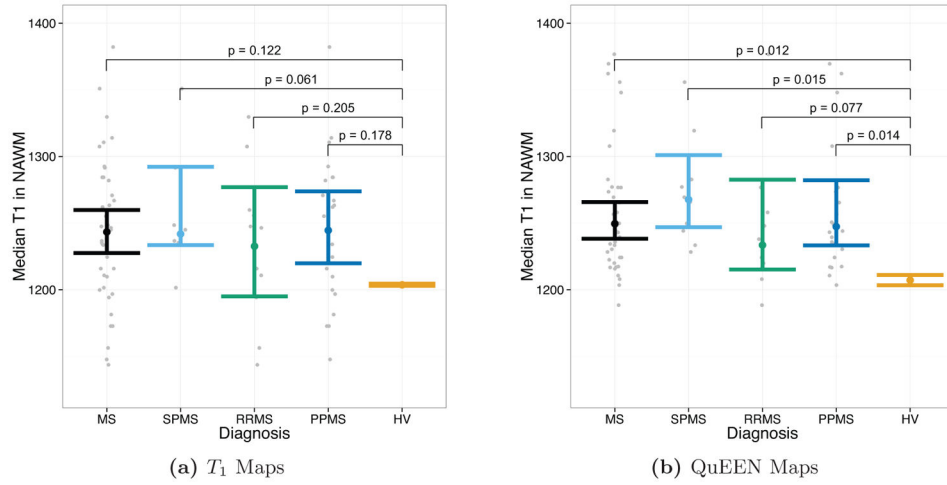 1400
1300
1200
Median T1 in NAWM
p = 0.122
p = 0.061
p = 0.205
p = 0.178
MS SPMS RRMS PPMS HV
Diagnosis
(a) T1 Maps
1400
1300
1200
Median T1 in NAWM
p = 0.012
p = 0.015
p = 0.077
p = 0.014
MS SPMS RRMS PPMS HV
Diagnosis
(b) QuEEN Maps